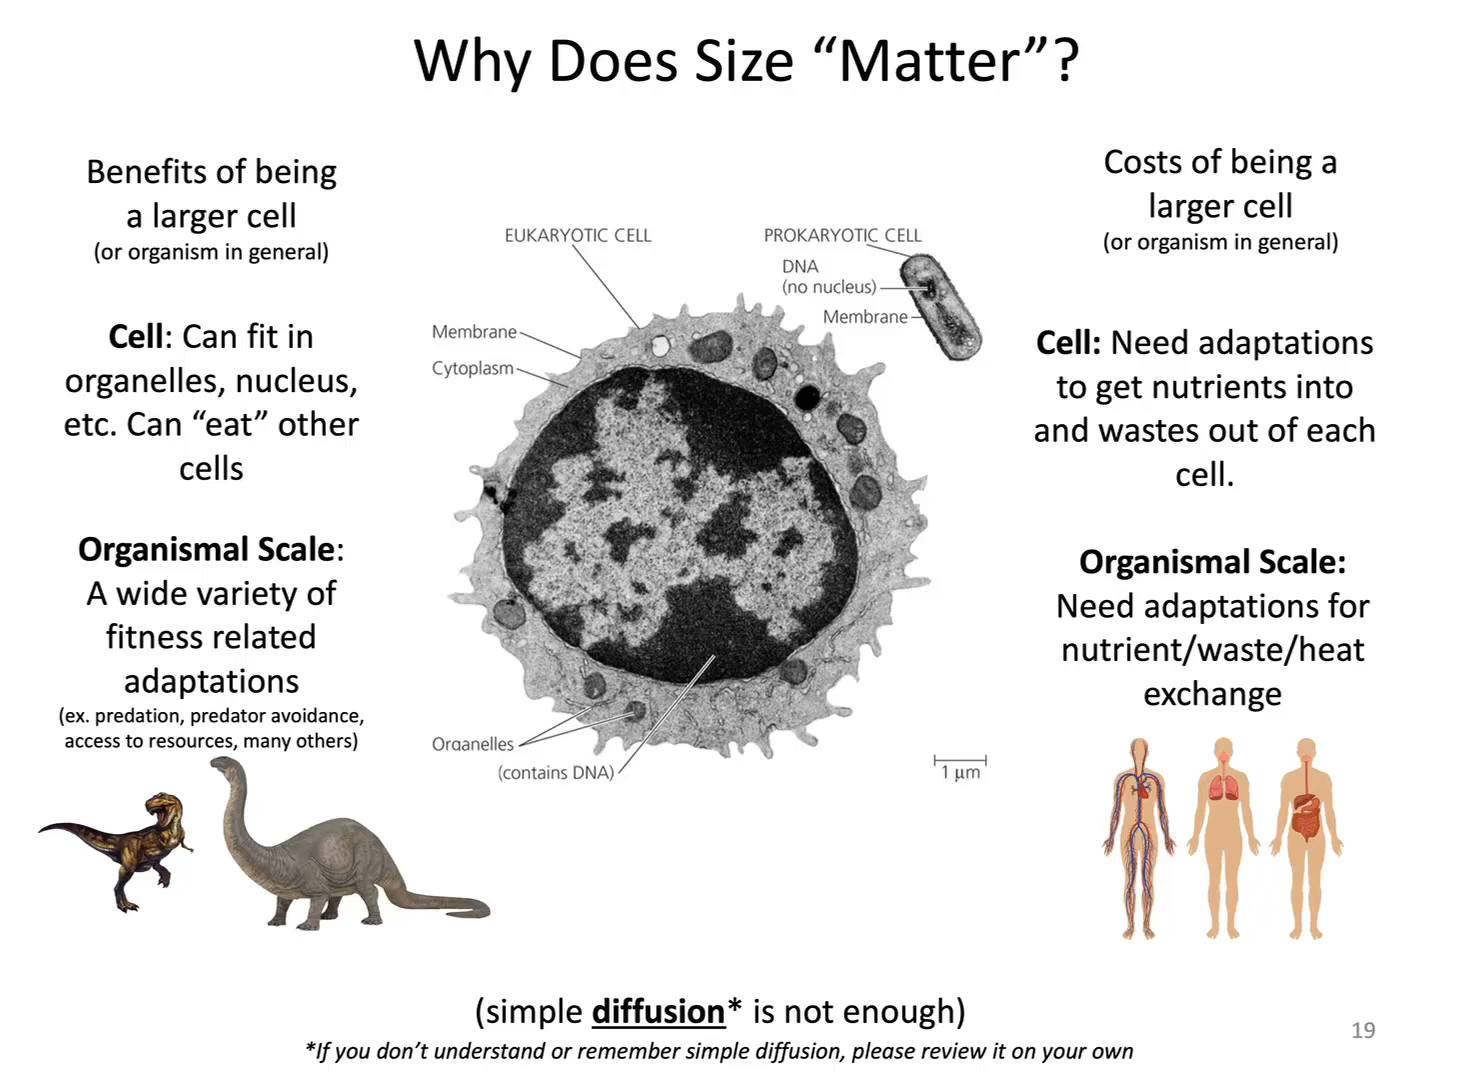 Why Does Size “Matter”?
Benefits of being
a larger cell
(or organism in general)
Cell: Can fit in
organelles, nucleus,
etc. Can “eat” other
cells
Organismal Scale:
A wide variety of
fitness related
adaptations
(ex. predation, predator avoidance,
access to resources, many others)
EUKARYOTIC CELL
Membrane
Cytoplasm
PROKARYOTIC CELL
DNA
(no nucleus)
Membrane
Organelles
(contains DNA)
1 µm
Costs of being a
larger cell
(or organism in general)
Cell: Need adaptations
to get nutrients into
and wastes out of each
cell.
Organismal Scale:
Need adaptations for
nutrient/waste/heat
exchange
(simple diffusion* is not enough)
*If you don’t understand or remember simple diffusion, please review it on your own
19